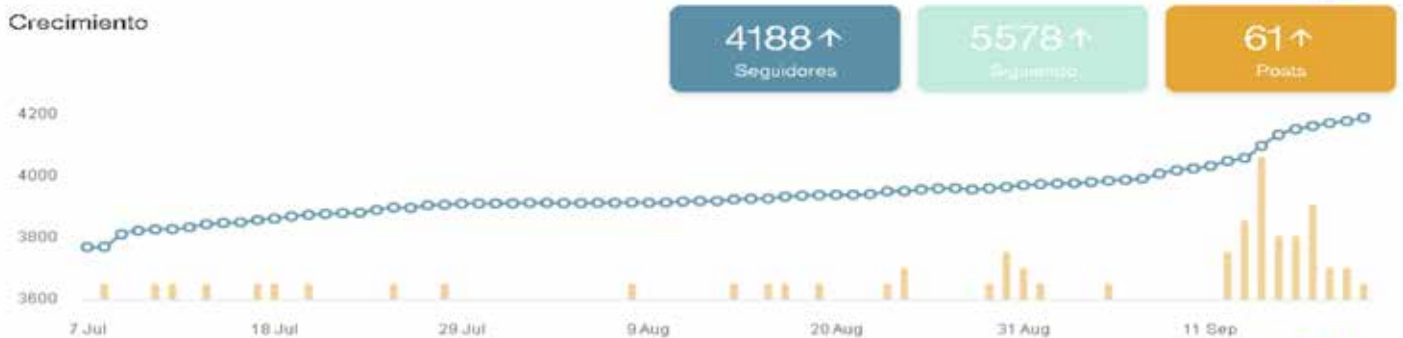 Crecimiento
4188↑
Seguidores
5578↑
Siguiendo
61↑
Posts
4200
4000
3800
3600
7 Jul
18 Jul
29 Jul
9 Aug
20 Aug
31 Aug
11 Sep